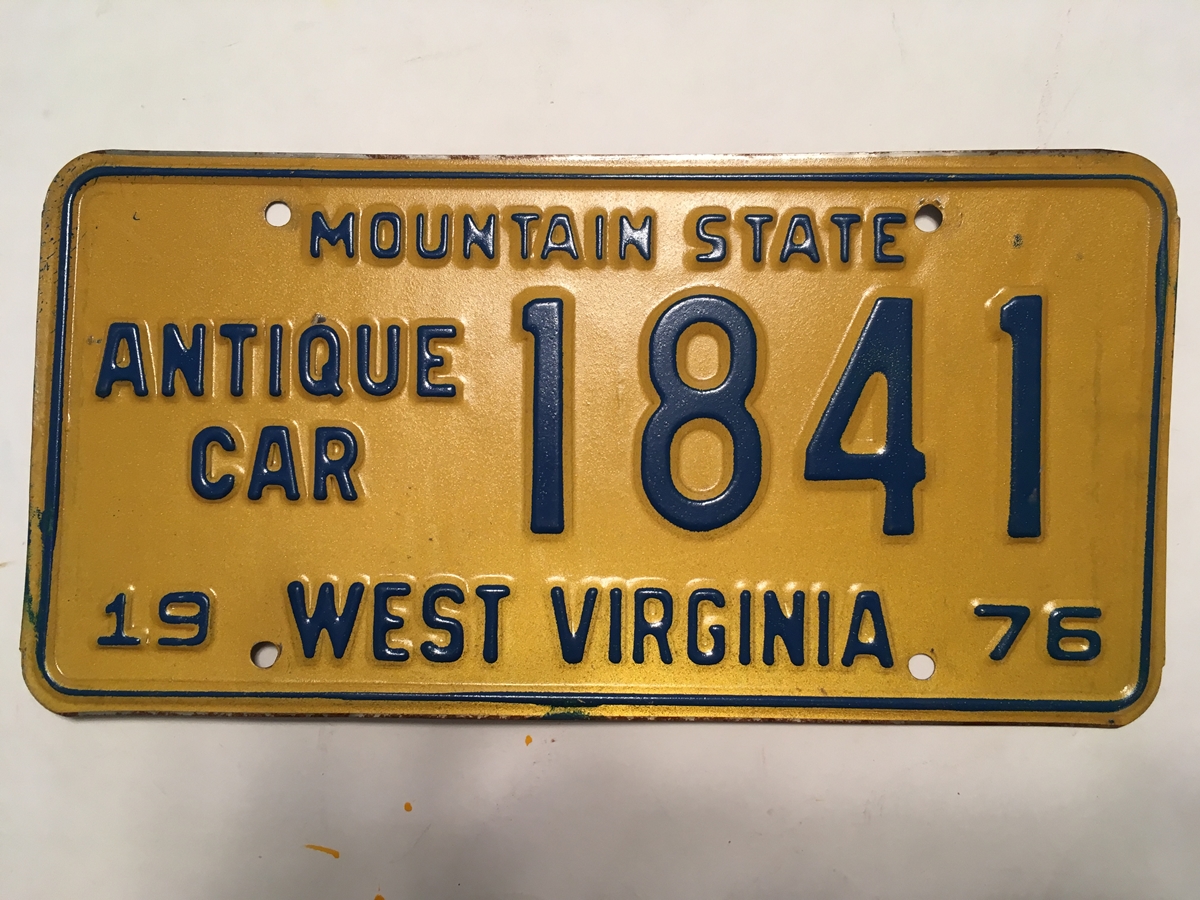 MOUNTAIN STATE
ANTIQUE
CAR
1841
19 WEST VIRGINIA 76